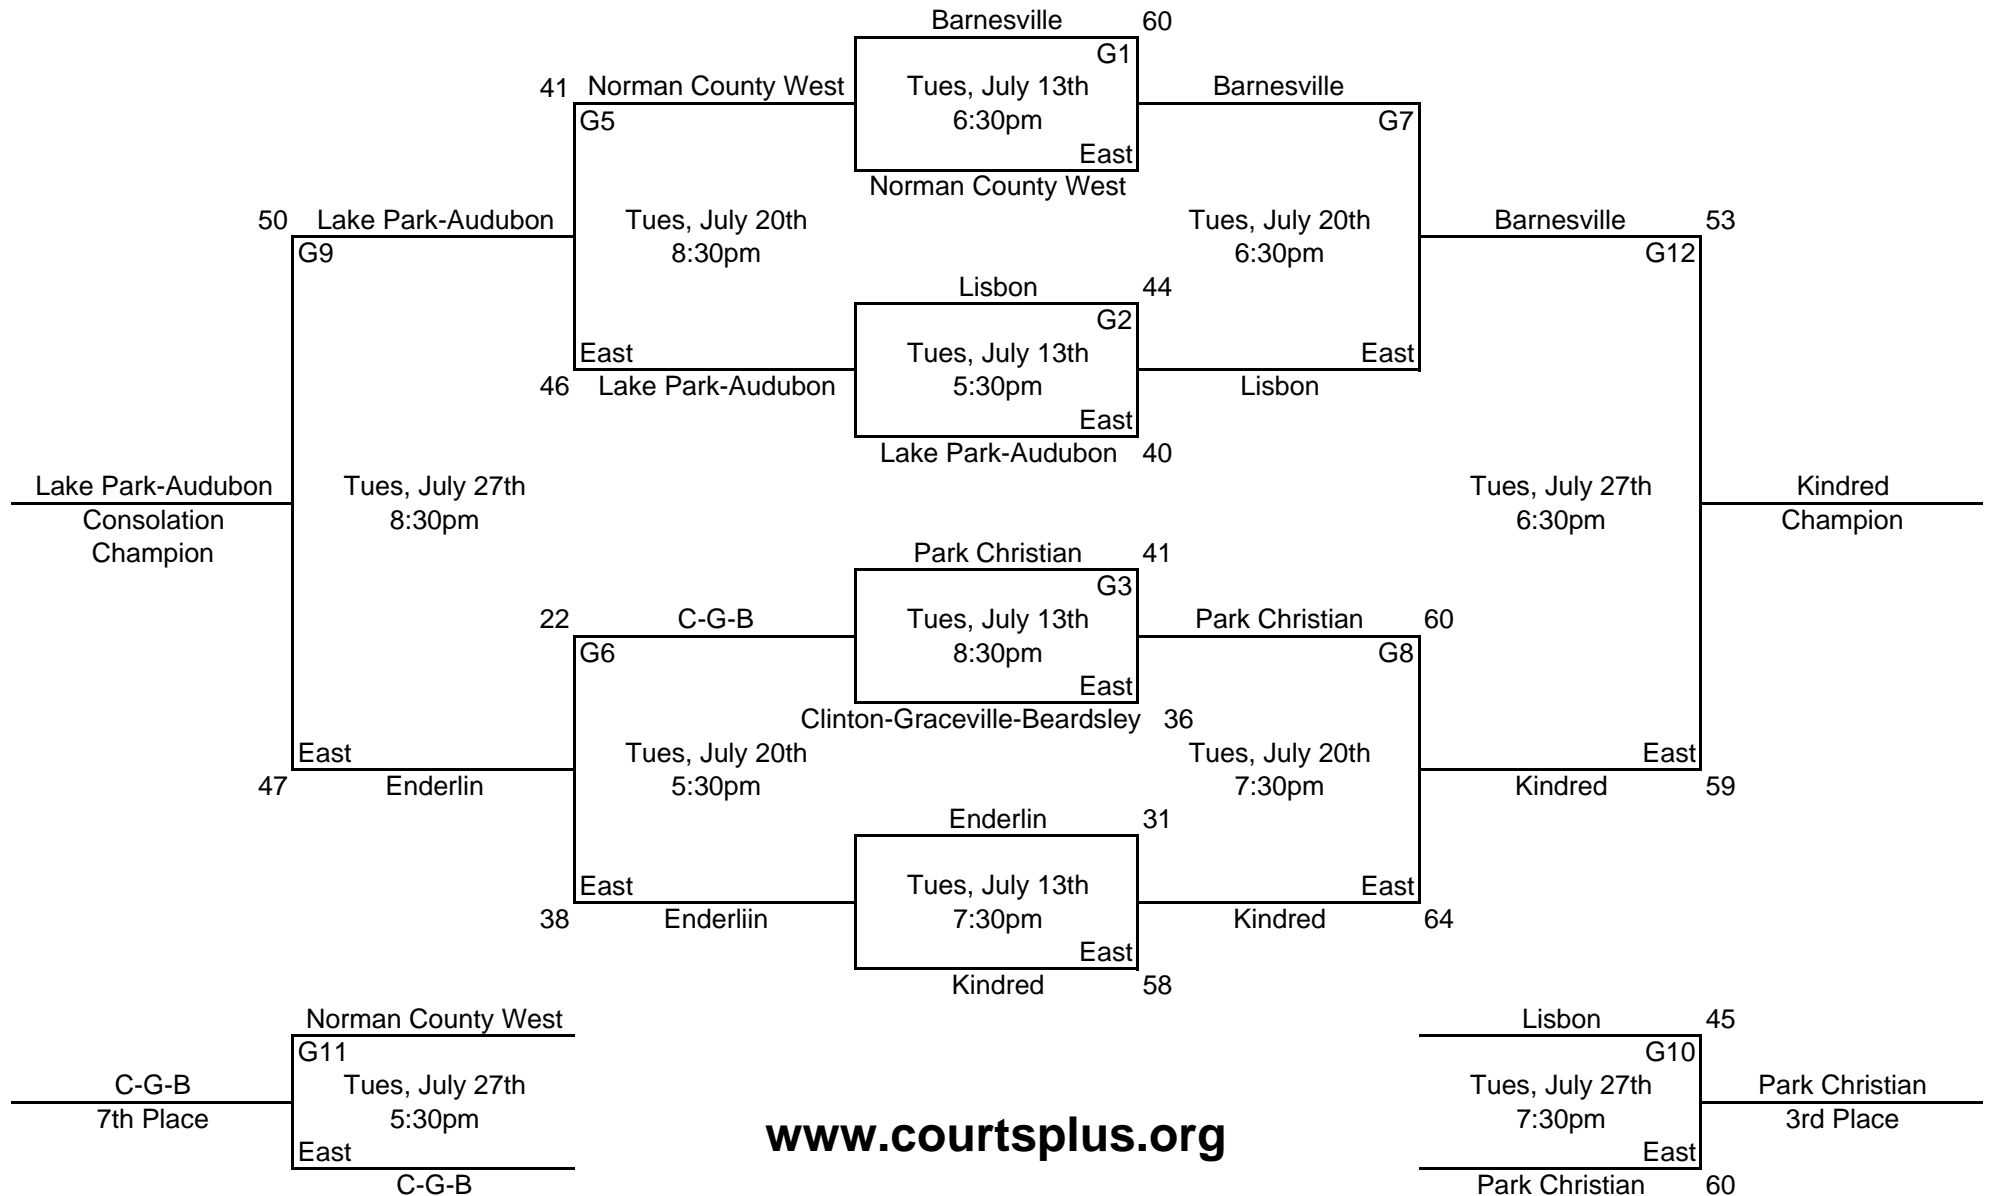 Barnesville 60
G1
41 Norman County West Tues, July 13th Barnesville
G5 6:30pm G7
East
Norman County West
50 Lake Park-Audubon Tues, July 20th Tues, July 20th Barnesville 53
G9 8:30pm 6:30pm G12
Lisbon 44
G2
East Tues, July 13th East
46 Lake Park-Audubon 5:30pm Lisbon
East
Lake Park-Audubon 40
Lake Park-Audubon Tues, July 27th Tues, July 27th Kindred
Consolation 8:30pm 6:30pm Champion
Champion Park Christian 41
G3
22 C-G-B Tues, July 13th Park Christian 60
G6 8:30pm G8
East
Clinton-Graceville-Beardsley 36
East Tues, July 20th Tues, July 20th East
47 Enderlin 5:30pm 7:30pm Kindred 59
Enderlin 31
East Tues, July 13th East
38 Enderliin 7:30pm Kindred 64
East
Kindred 58
Norman County West Lisbon 45
G11 G10
C-G-B Tues, July 27th Tues, July 27th Park Christian
7th Place 5:30pm www.courtsplus.org 7:30pm 3rd Place
East East
C-G-B Park Christian 60